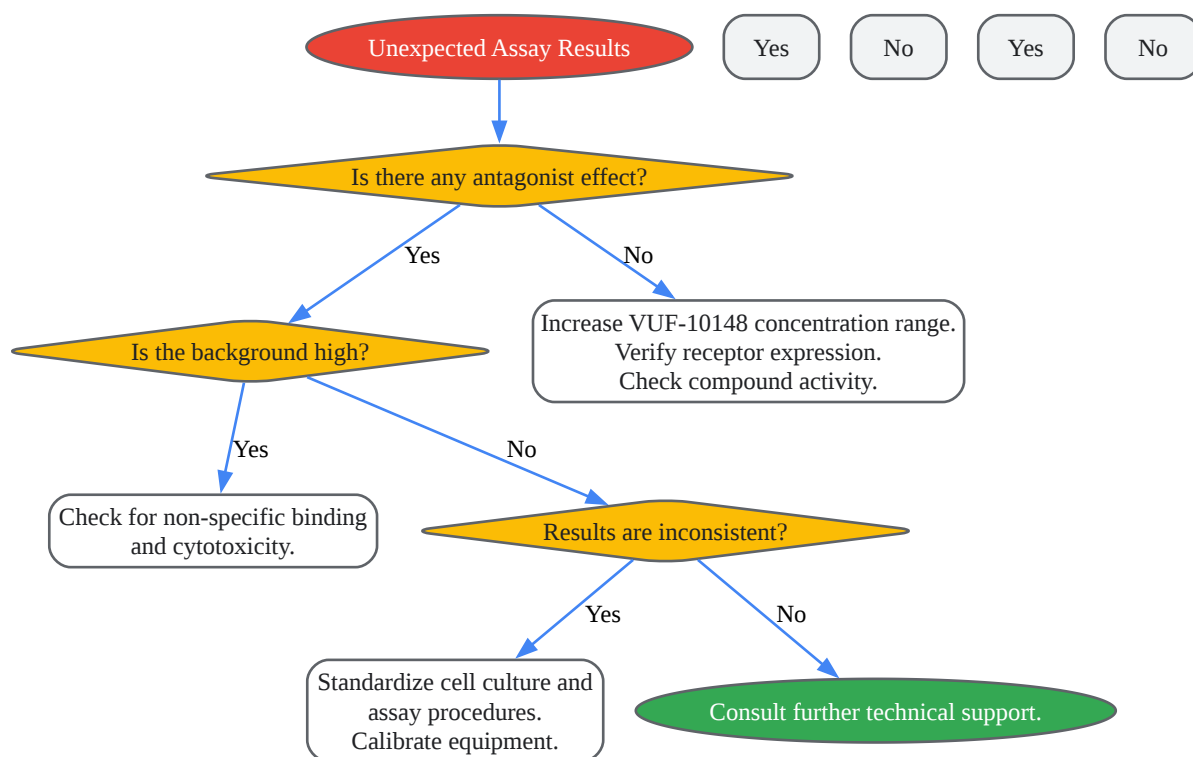 Unexpected Assay Results
Yes
No
Yes
No
Is there any antagonist effect?
Yes
No
Increase VUF-10148 concentration range.
Verify receptor expression.
Check compound activity.
Is the background high?
Yes
No
Check for non-specific binding
and cytotoxicity.
Results are inconsistent?
Yes
No
Standardize cell culture and
assay procedures.
Calibrate equipment.
Consult further technical support.